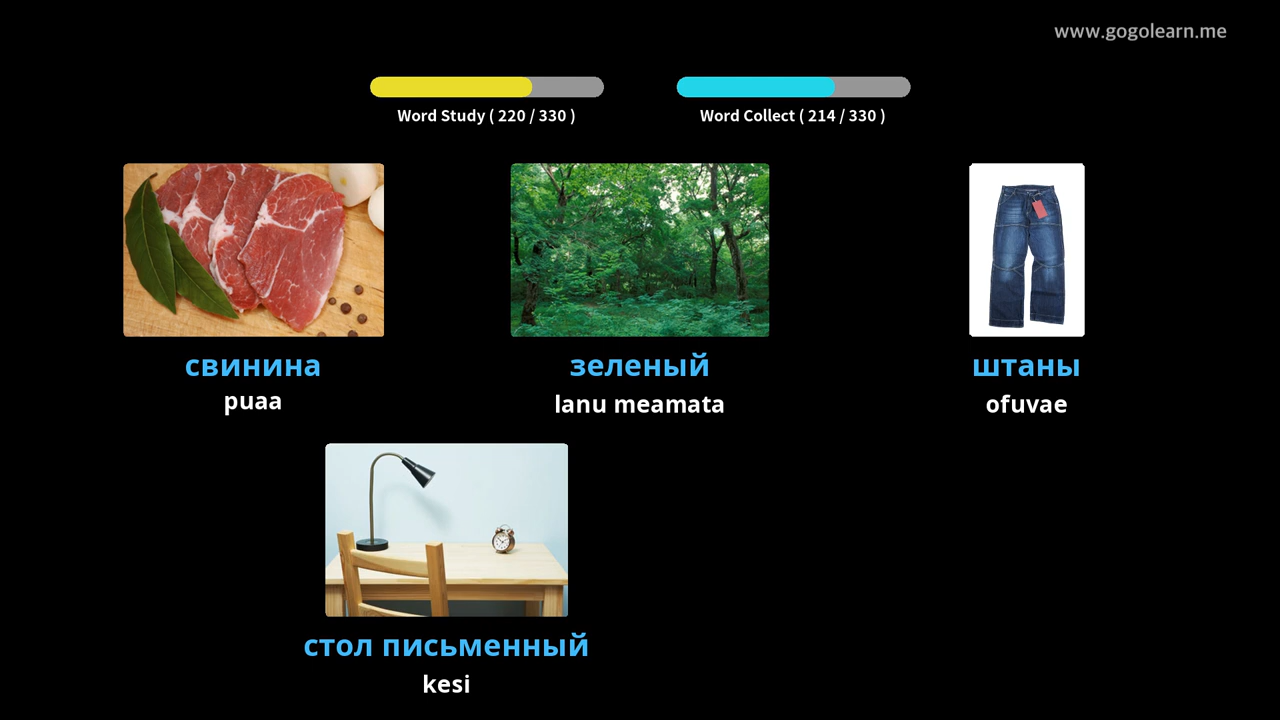 www.gogolearn.me
Word Study ( 220 / 330 )
Word Collect ( 214 / 330 )
свинина
puaa
зеленый
lanu meamata
штаны
ofuvae
стол письменный
kesi